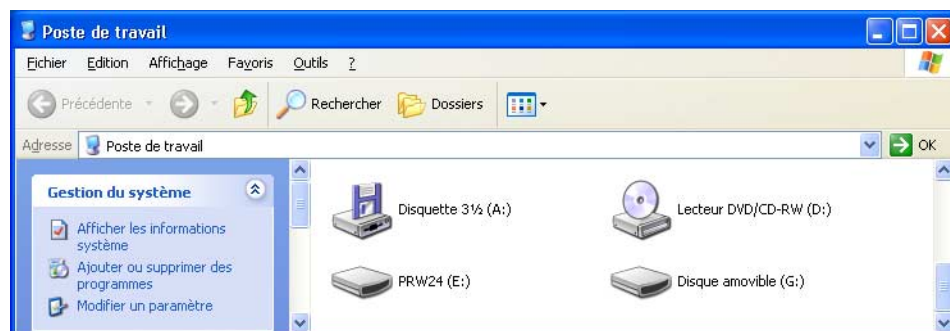 Poste de travail
Fichier Edition Affichage Favoris Outils ?
Précédente Rechercher Dossiers
Adresse Poste de travail OK
Gestion du système
Afficher les informations
système
Ajouter ou supprimer des
programmes
Modifier un paramètre
Disquette 3½ (A:) Lecteur DVD/CD-RW (D:)
PRW24 (E:) Disque amovible (G:)